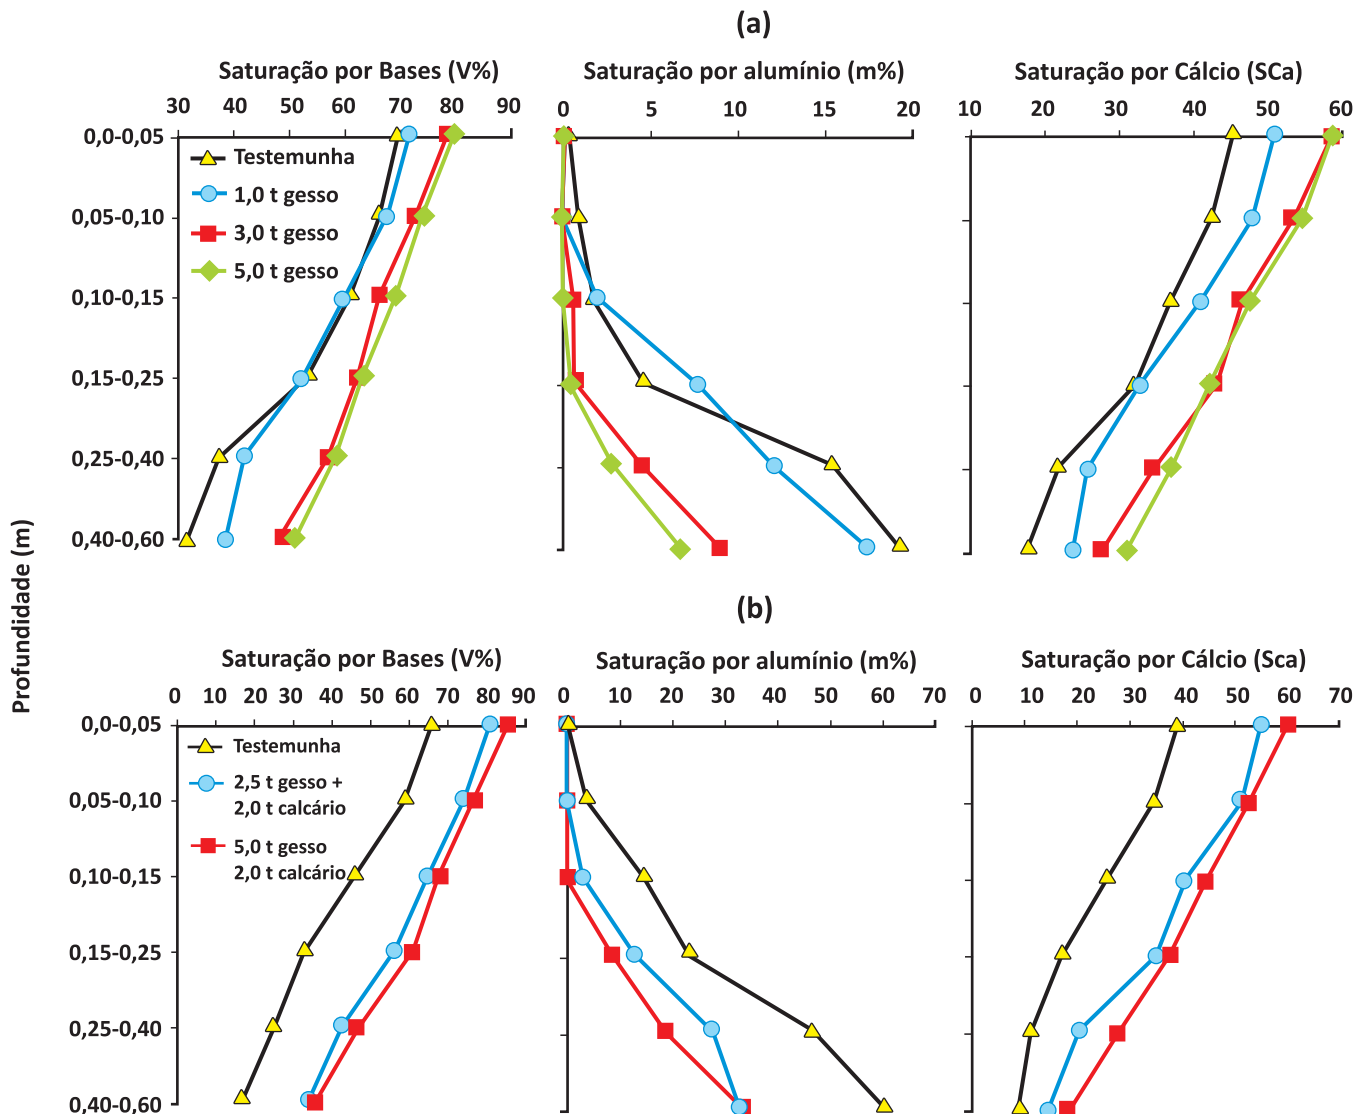 (a)
Saturação por Bases (V%)
Saturação por alumínio (m%)
Saturação por Cálcio (SCa)
30 40 50 60 70 80 90
0 5 10 15 20
10 20 30 40 50 60
0,0-0,05
0,05-0,10
0,10-0,15
0,15-0,25
0,25-0,40
0,40-0,60
Testemunha
1,0 t gesso
3,0 t gesso
5,0 t gesso
Profundidade (m)
(b)
Saturação por Bases (V%)
Saturação por alumínio (m%)
Saturação por Cálcio (Sca)
0 10 20 30 40 50 60 70 80 90
0 10 20 30 40 50 60 70
0 10 20 30 40 50 60 70
0,0-0,05
0,05-0,10
0,10-0,15
0,15-0,25
0,25-0,40
0,40-0,60
Testemunha
2,5 t gesso +
2,0 t calcário
5,0 t gesso
2,0 t calcário